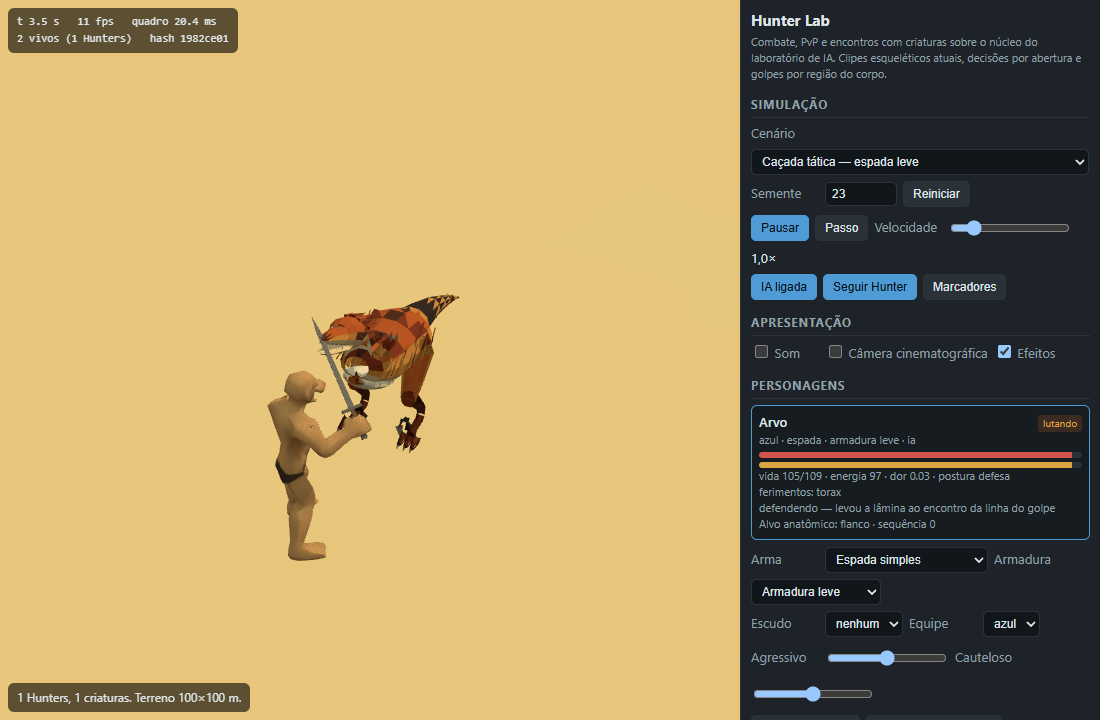 t 3.5 s   11 fps   quadro 20.4 ms
2 vivos (1 Hunters)   hash 1982ce01
1 Hunters, 1 criaturas. Terreno 100×100 m.
Hunter Lab
Combate, PvP e encontros com criaturas sobre o núcleo do
laboratório de IA. Clipes esqueléticos atuais, decisões por abertura e
golpes por região do corpo.
SIMULAÇÃO
Cenário
Caçada tática — espada leve
Semente 23 Reiniciar
Pausar Passo Velocidade
1,0×
IA ligada Seguir Hunter Marcadores
APRESENTAÇÃO
Som Câmera cinematográfica Efeitos
PERSONAGENS
Arvo lutando
azul · espada · armadura leve · ia
vida 105/109 · energia 97 · dor 0.03 · postura defesa
ferimentos: torax
defendendo — levou a lâmina ao encontro da linha do golpe
Alvo anatômico: flanco · sequência 0
Arma Espada simples Armadura
Armadura leve
Escudo nenhum Equipe azul
Agressivo Cauteloso